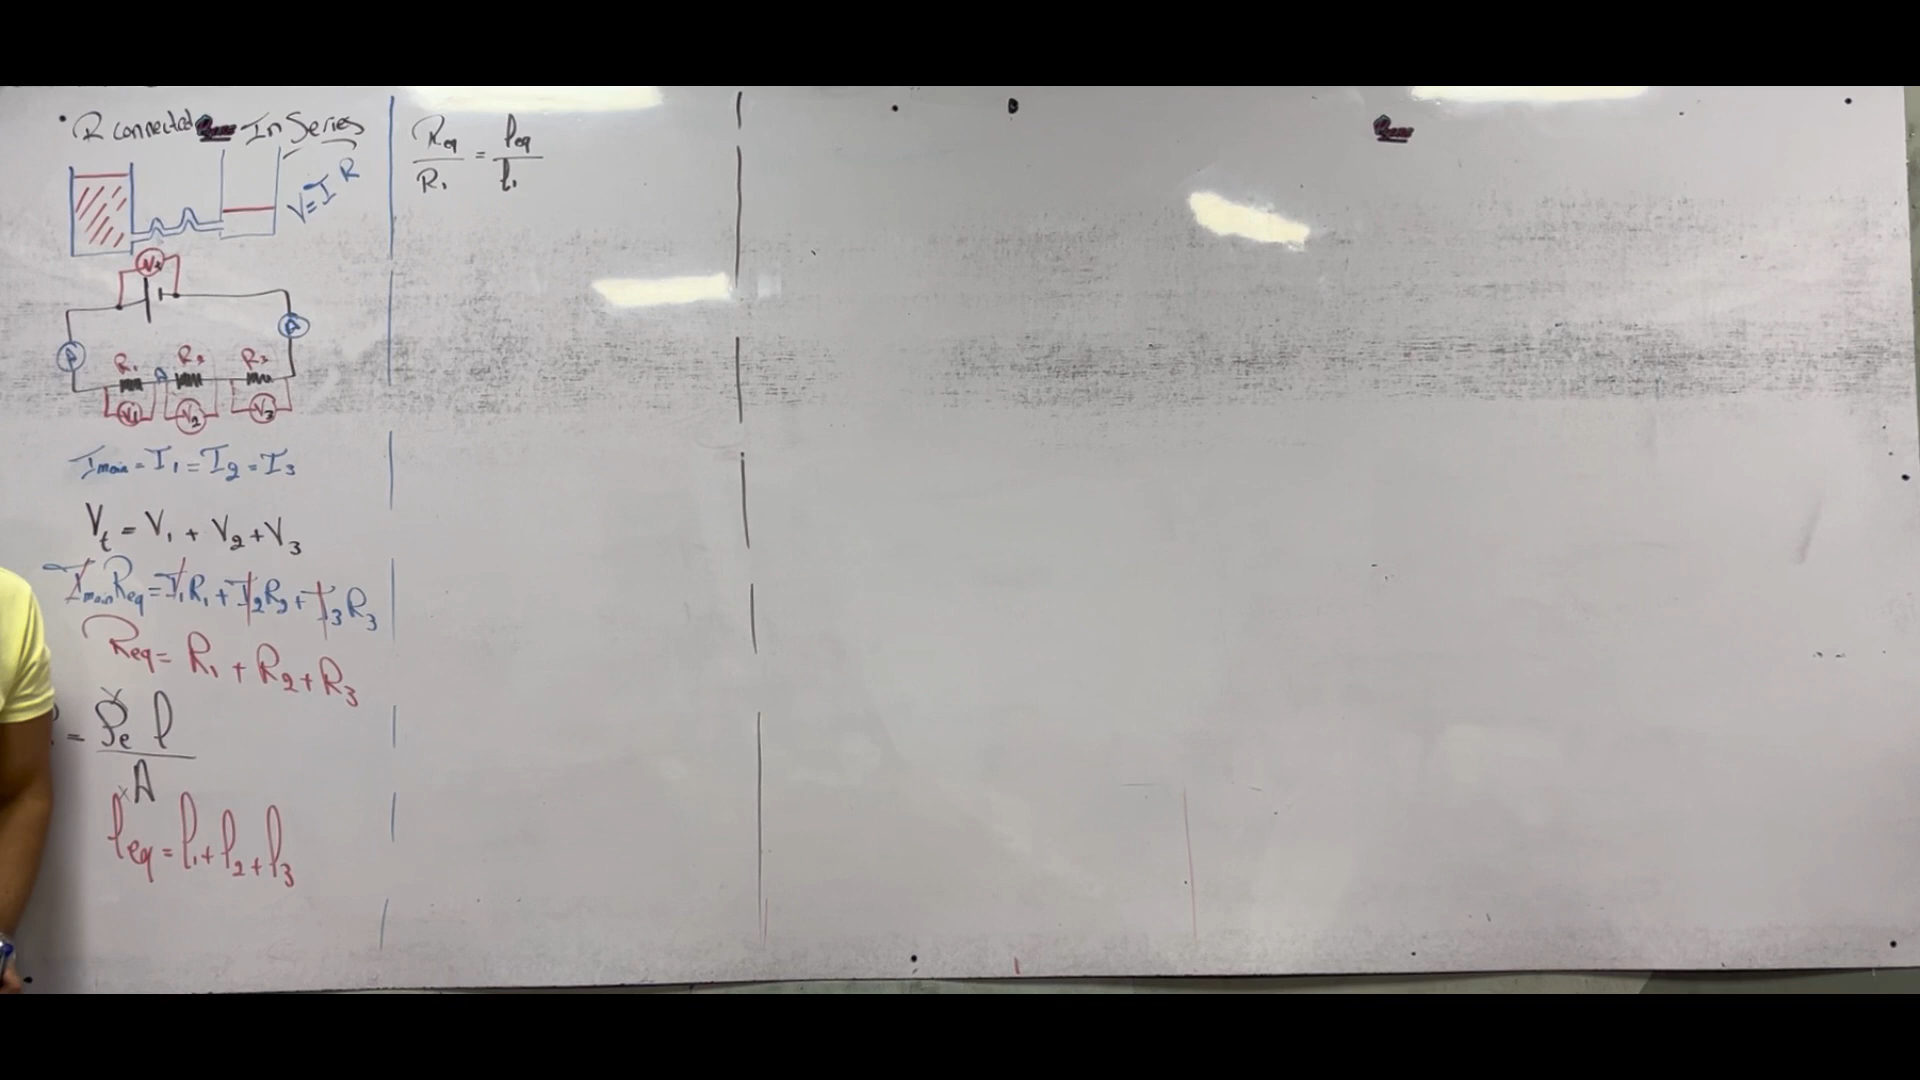 R connected In Series
V=IR
V
A
A
R₁ R₂ R₃
A
V₁ V₂ V₃
Imain = I₁ = I₂ = I₃
Vt = V₁ + V₂ + V₃
Imain Req = I₁R₁ + I₂R₂ + I₃R₃
Req = R₁ + R₂ + R₃
= ρe l
A
leq = l₁ + l₂ + l₃
Req = leq
R₁ l₁